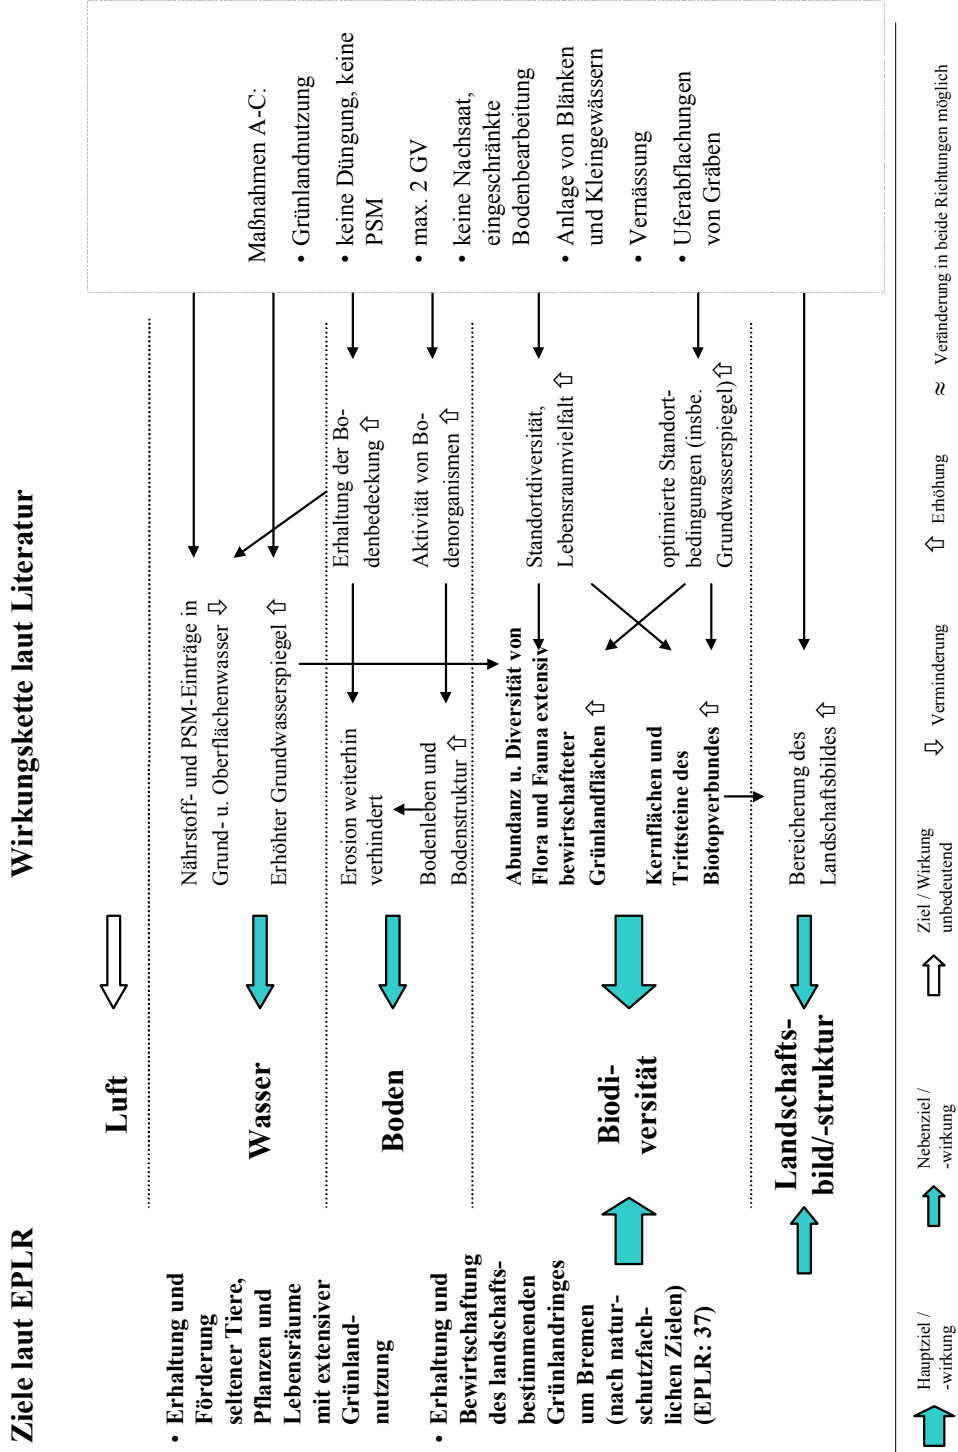 Ziele laut EPLR
Wirkungskette laut Literatur
• Erhaltung und
Förderung
seltener Tiere,
Pflanzen und
Lebensräume
mit extensiver
Grünland-
nutzung
• Erhaltung und
Bewirtschaftung
des landschafts-
bestimmenden
Grünlandringes
um Bremen
(nach natur-
schutzfach-
lichen Zielen)
(EPLR: 37)
Luft
Wasser
Boden
Biodi-
versität
Landschafts-
bild/-struktur
Nährstoff- und PSM-Einträge in
Grund- u. Oberflächenwasser
Erhöhter Grundwasserspiegel
Erosion weiterhin
verhindert
Bodenleben und
Bodenstruktur
Abundanz u. Diversität von
Flora und Fauna extensiv
bewirtschafteter
Grünlandflächen
Kernflächen und
Trittsteine des
Biotopverbundes
Bereicherung des
Landschaftsbildes
Erhaltung der Bo-
denbedeckung
Aktivität von Bo-
denorganismen
Standortdiversität,
Lebensraumvielfalt
optimierte Standort-
bedingungen (insbe.
Grundwasserspiegel)
Maßnahmen A-C:
• Grünlandnutzung
• keine Düngung, keine
PSM
• max. 2 GV
• keine Nachsaat,
eingeschränkte
Bodenbearbeitung
• Anlage von Blänken
und Kleingewässern
• Vernässung
• Uferabflachungen
von Gräben
Hauptziel /
-wirkung
Nebenziel /
-wirkung
Ziel / Wirkung
unbedeutend
Verminderung
Erhöhung
≈ Veränderung in beide Richtungen möglich